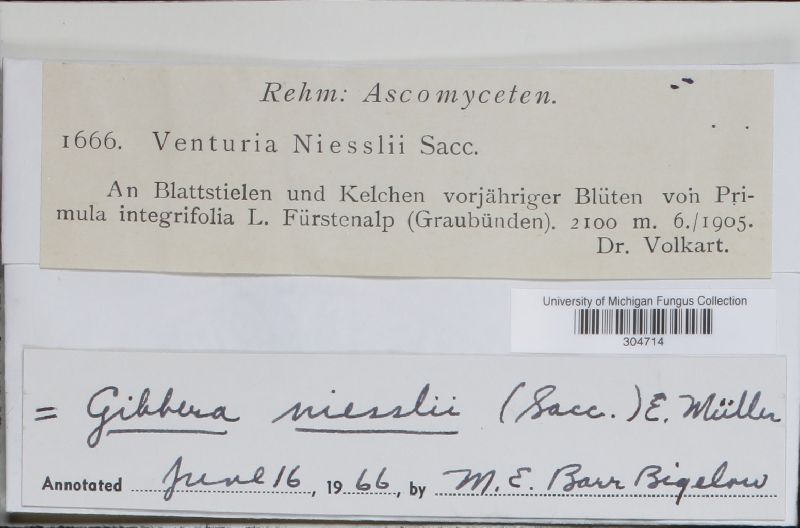 Rehm: Ascomyceten.
1666. Venturia Niesslii Sacc.
An Blattstielen und Kelchen vorjähriger Blüten von Pri-
mula integrifolia L. Fürstenalp (Graubünden). 2100 m. 6./1905.
Dr. Volkart.
University of Michigan Fungus Collection
304714
= Gibbera niesslii (Sacc.) E. Müller
Annotated June 16, 1966, by M. E. Barr Bigelow